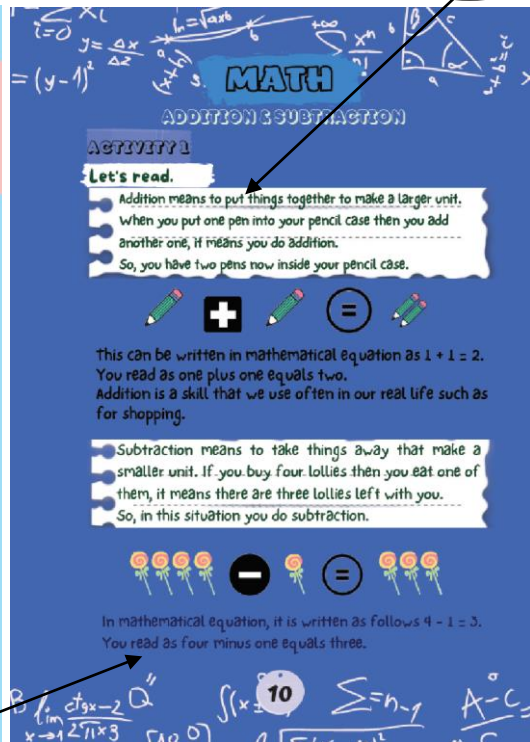 i=0
y = Δx
Δz
= (y-1)²
MATH
ADDITION & SUBTRACTION
ACTIVITY 1
Let's read.
Addition means to put things together to make a larger unit.
When you put one pen into your pencil case then you add
another one, it means you do addition.
So, you have two pens now inside your pencil case.
+ =
This can be written in mathematical equation as 1 + 1 = 2.
You read as one plus one equals two.
Addition is a skill that we use often in our real life such as
for shopping.
Subtraction means to take things away that make a
smaller unit. If you buy four lollies then you eat one of
them, it means there are three lollies left with you.
So, in this situation you do subtraction.
- =
In mathematical equation, it is written as follows 4 - 1 = 3.
You read as four minus one equals three.
10